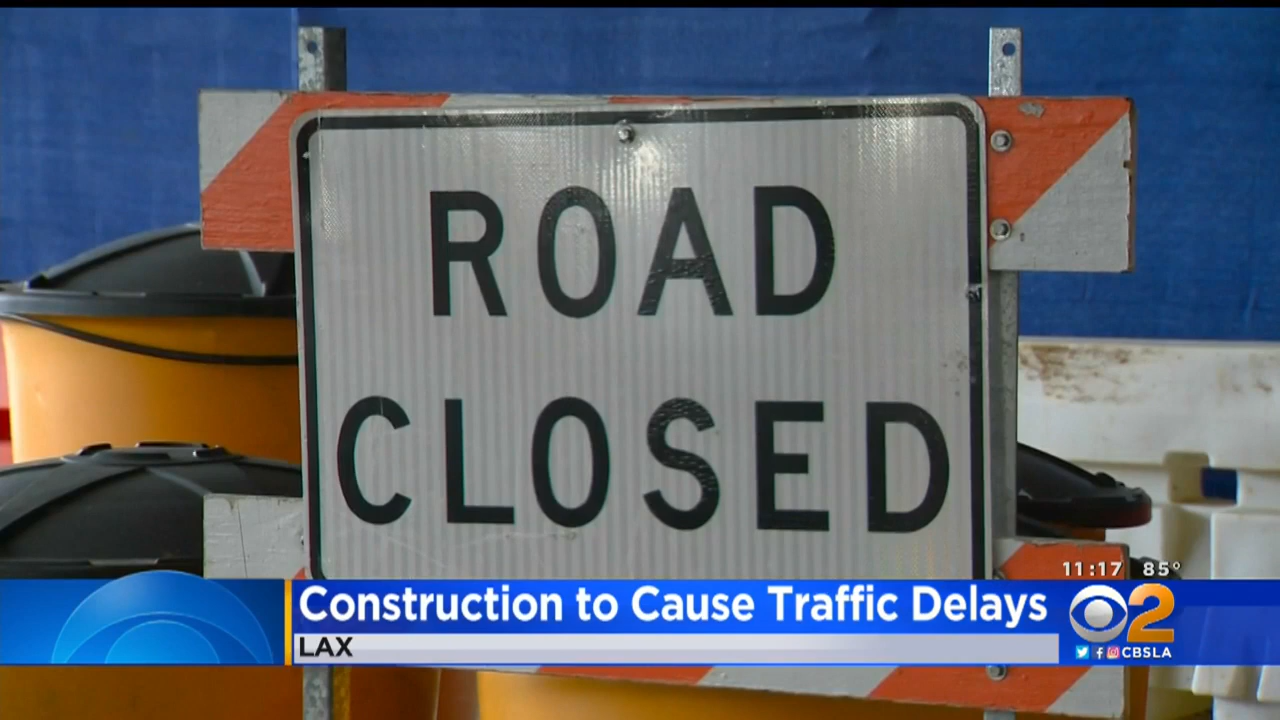 ROAD
CLOSED
11:17 85°
Construction to Cause Traffic Delays
LAX
2
CBSLA